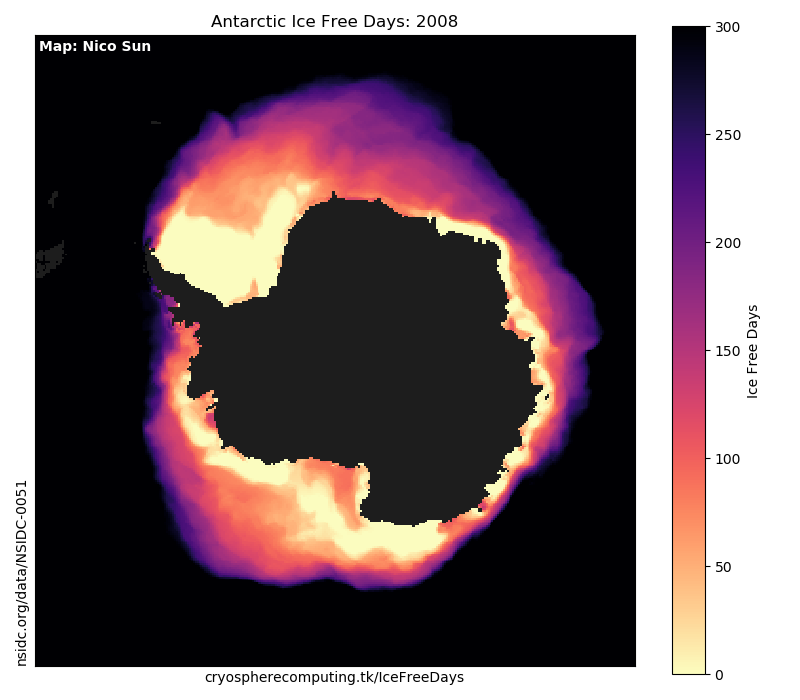 Antarctic Ice Free Days: 2008
Map: Nico Sun
300
250
200
150
100
50
0
Ice Free Days
nsidc.org/data/NSIDC-0051
cryospherecomputing.tk/IceFreeDays